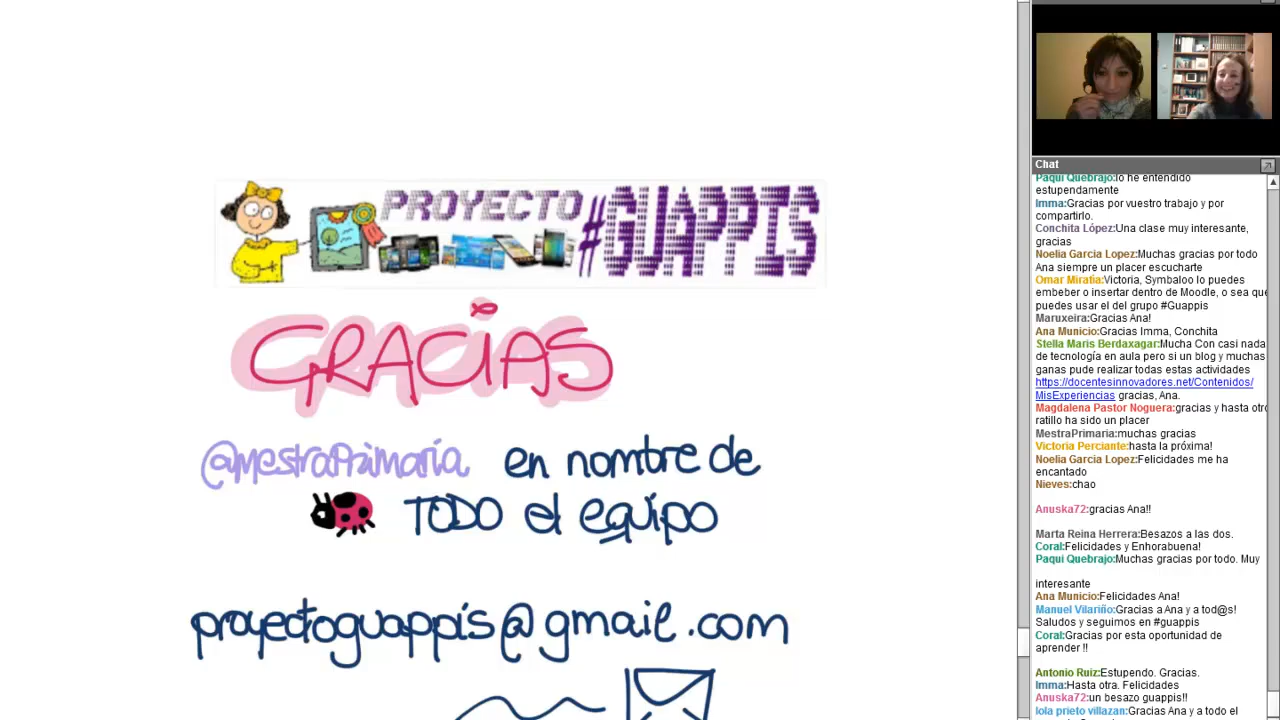 PROYECTO #GUAPPIS
GRACIAS
@mestraPrimaria en nombre de
TODO el equipo
proyectoguappis@gmail.com
Chat
Paqui Quebrajo:lo he entendido
estupendamente
Imma:Gracias por vuestro trabajo y por
compartirlo.
Conchita López:Una clase muy interesante,
gracias
Noelia Garcia Lopez:Muchas gracias por todo
Ana siempre un placer escucharte
Omar Miratía:Victoria, Symbaloo lo puedes
embeber o insertar dentro de Moodle, o sea que
puedes usar el del grupo #Guappis
Maruxeira:Gracias Ana!
Ana Municio:Gracias Imma, Conchita
Stella Maris Berdaxagar:Mucha Con casi nada
de tecnología en aula pero si un blog y muchas
ganas pude realizar todas estas actividades
https://docentesinnovadores.net/Contenidos/
MisExperiencias gracias, Ana.
Magdalena Pastor Noguera:gracias y hasta otro
ratillo ha sido un placer
MestraPrimaria:muchas gracias
Victoria Perciante:hasta la próxima!
Noelia Garcia Lopez:Felicidades me ha
encantado
Nieves:chao
Anuska72:gracias Ana!!
Marta Reina Herrera:Besazos a las dos.
Coral:Felicidades y Enhorabuena!
Paqui Quebrajo:Muchas gracias por todo. Muy
interesante
Ana Municio:Felicidades Ana!
Manuel Vilariño:Gracias a Ana y a tod@s!
Saludos y seguimos en #guappis
Coral:Gracias por esta oportunidad de
aprender !!
Antonio Ruiz:Estupendo. Gracias.
Imma:Hasta otra. Felicidades
Anuska72:un besazo guappis!!
lola prieto villazan:Gracias Ana y a todo el